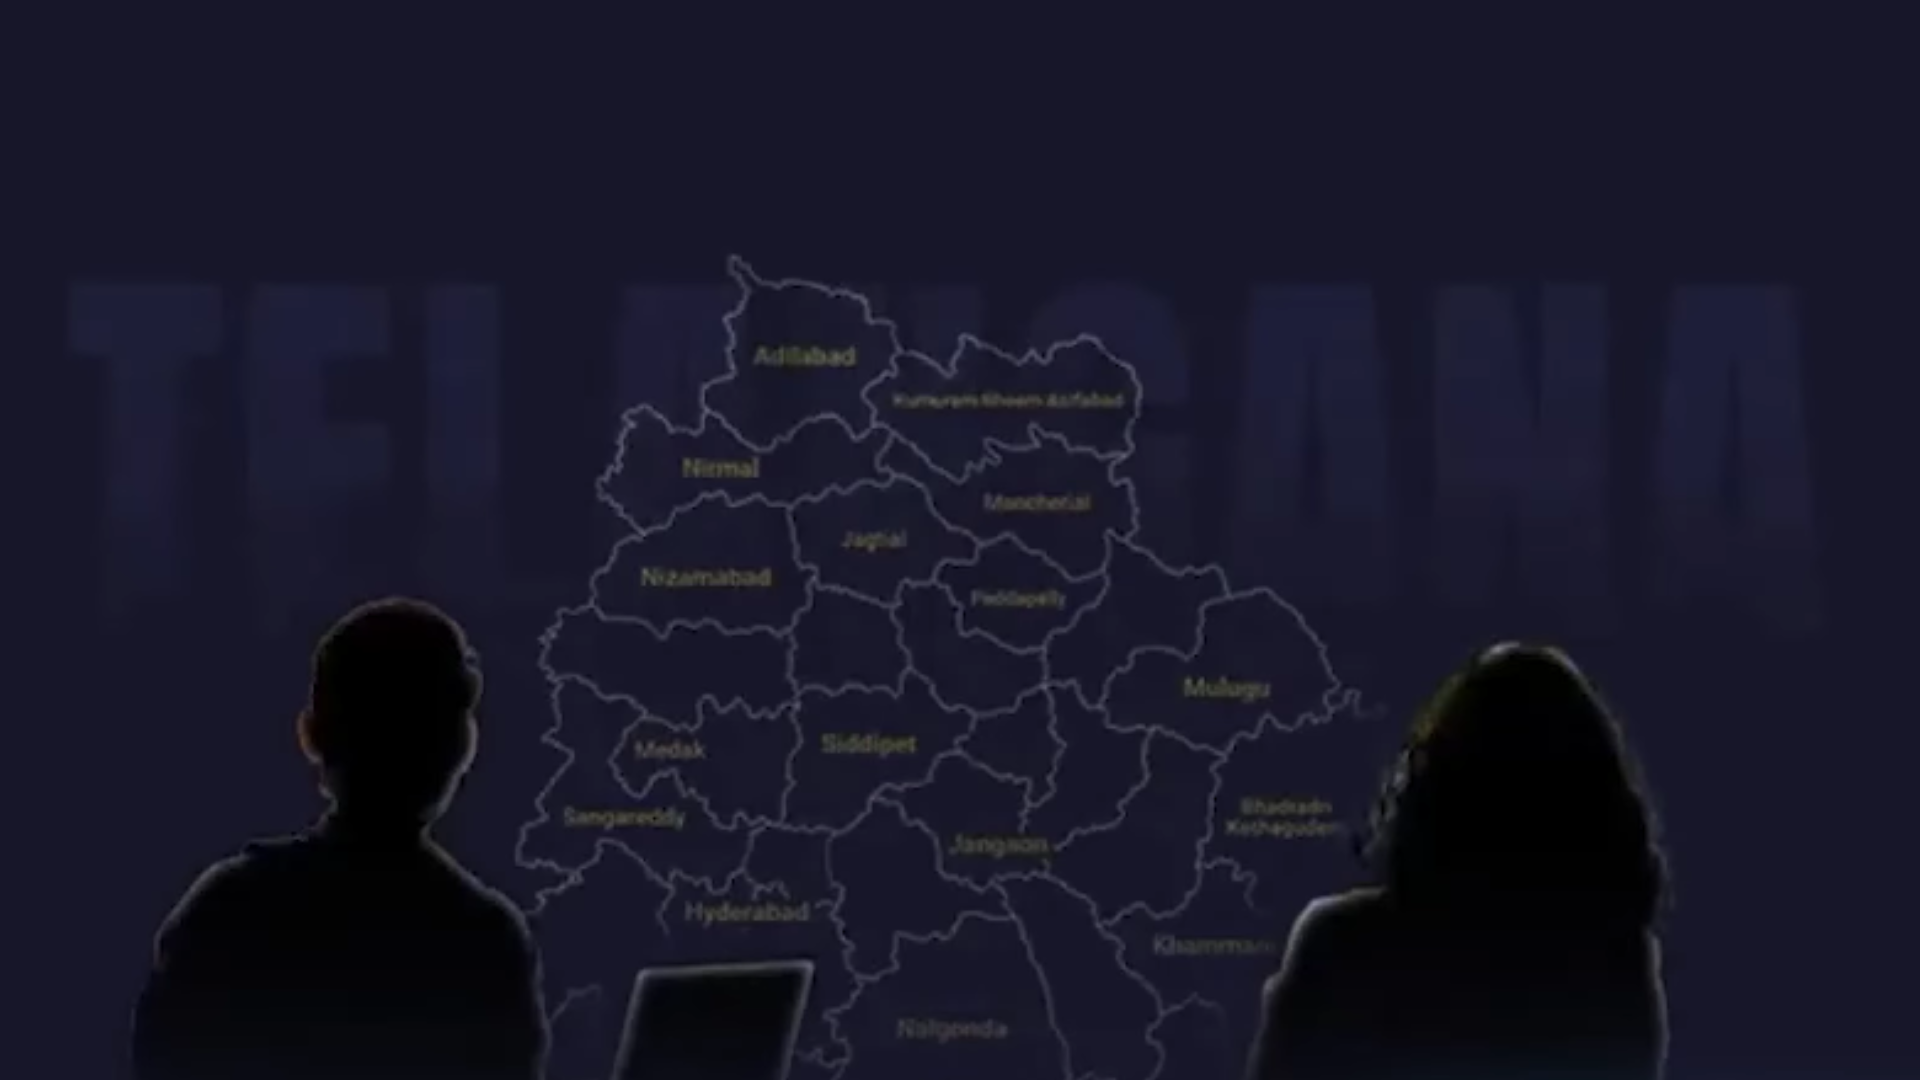 TELANGANA
Adilabad
Kumuram Bheem Asifabad
Nirmal
Mancherial
Jagtial
Nizamabad
Peddapelly
Mulugu
Medak
Siddipet
Sangareddy
Bhadradri
Kothagudem
Jangaon
Hyderabad
Khammam
Nalgonda